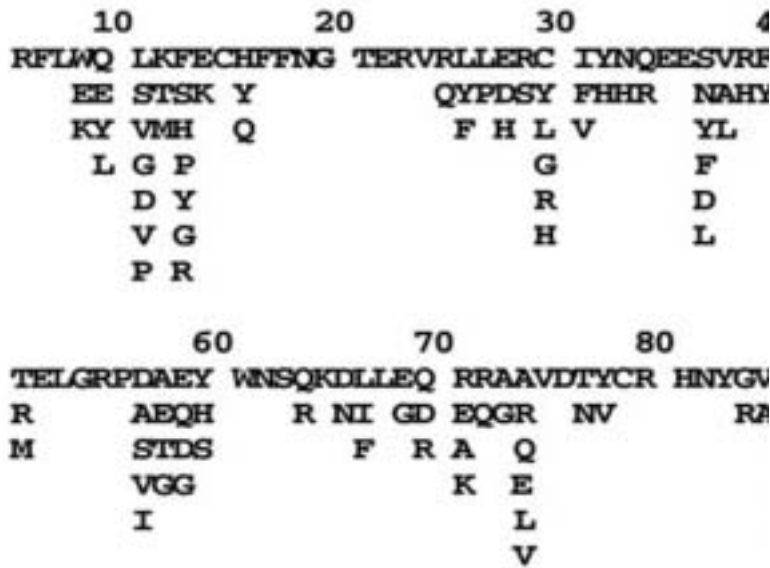 10 20 30 4
RFLWQ LKFECHFFNG TERVRLLERC IYNQEESVRF
EE STSK Y QYPDSY FHHR NAHY
KY VMH Q F H L V YL
L G P G F
D Y R D
V G H L
P R
60 70 80
TELGRPDAEY WNSQKDLLEQ RRAAVDTYCR HNYGV
R AEQH R NI GD EQGR NV RA
M STDS F R A Q
VGG K E
I L
V